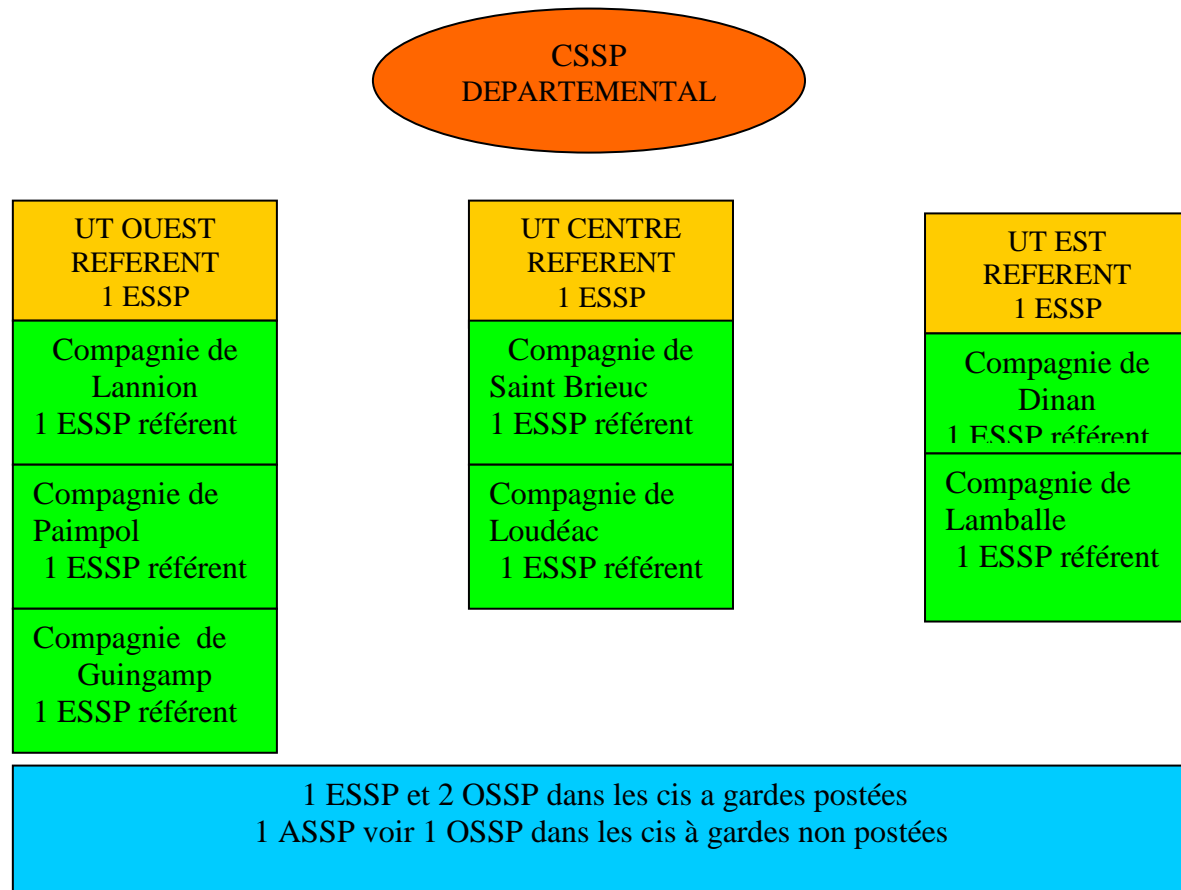 CSSP
DEPARTEMENTAL
UT OUEST
REFERENT
1 ESSP
Compagnie de
Lannion
1 ESSP référent
Compagnie de
Paimpol
1 ESSP référent
Compagnie de
Guingamp
1 ESSP référent
UT CENTRE
REFERENT
1 ESSP
Compagnie de
Saint Brieuc
1 ESSP référent
Compagnie de
Loudéac
1 ESSP référent
UT EST
REFERENT
1 ESSP
Compagnie de
Dinan
1 ESSP référent
Compagnie de
Lamballe
1 ESSP référent
1 ESSP et 2 OSSP dans les cis a gardes postées
1 ASSP voir 1 OSSP dans les cis à gardes non postées